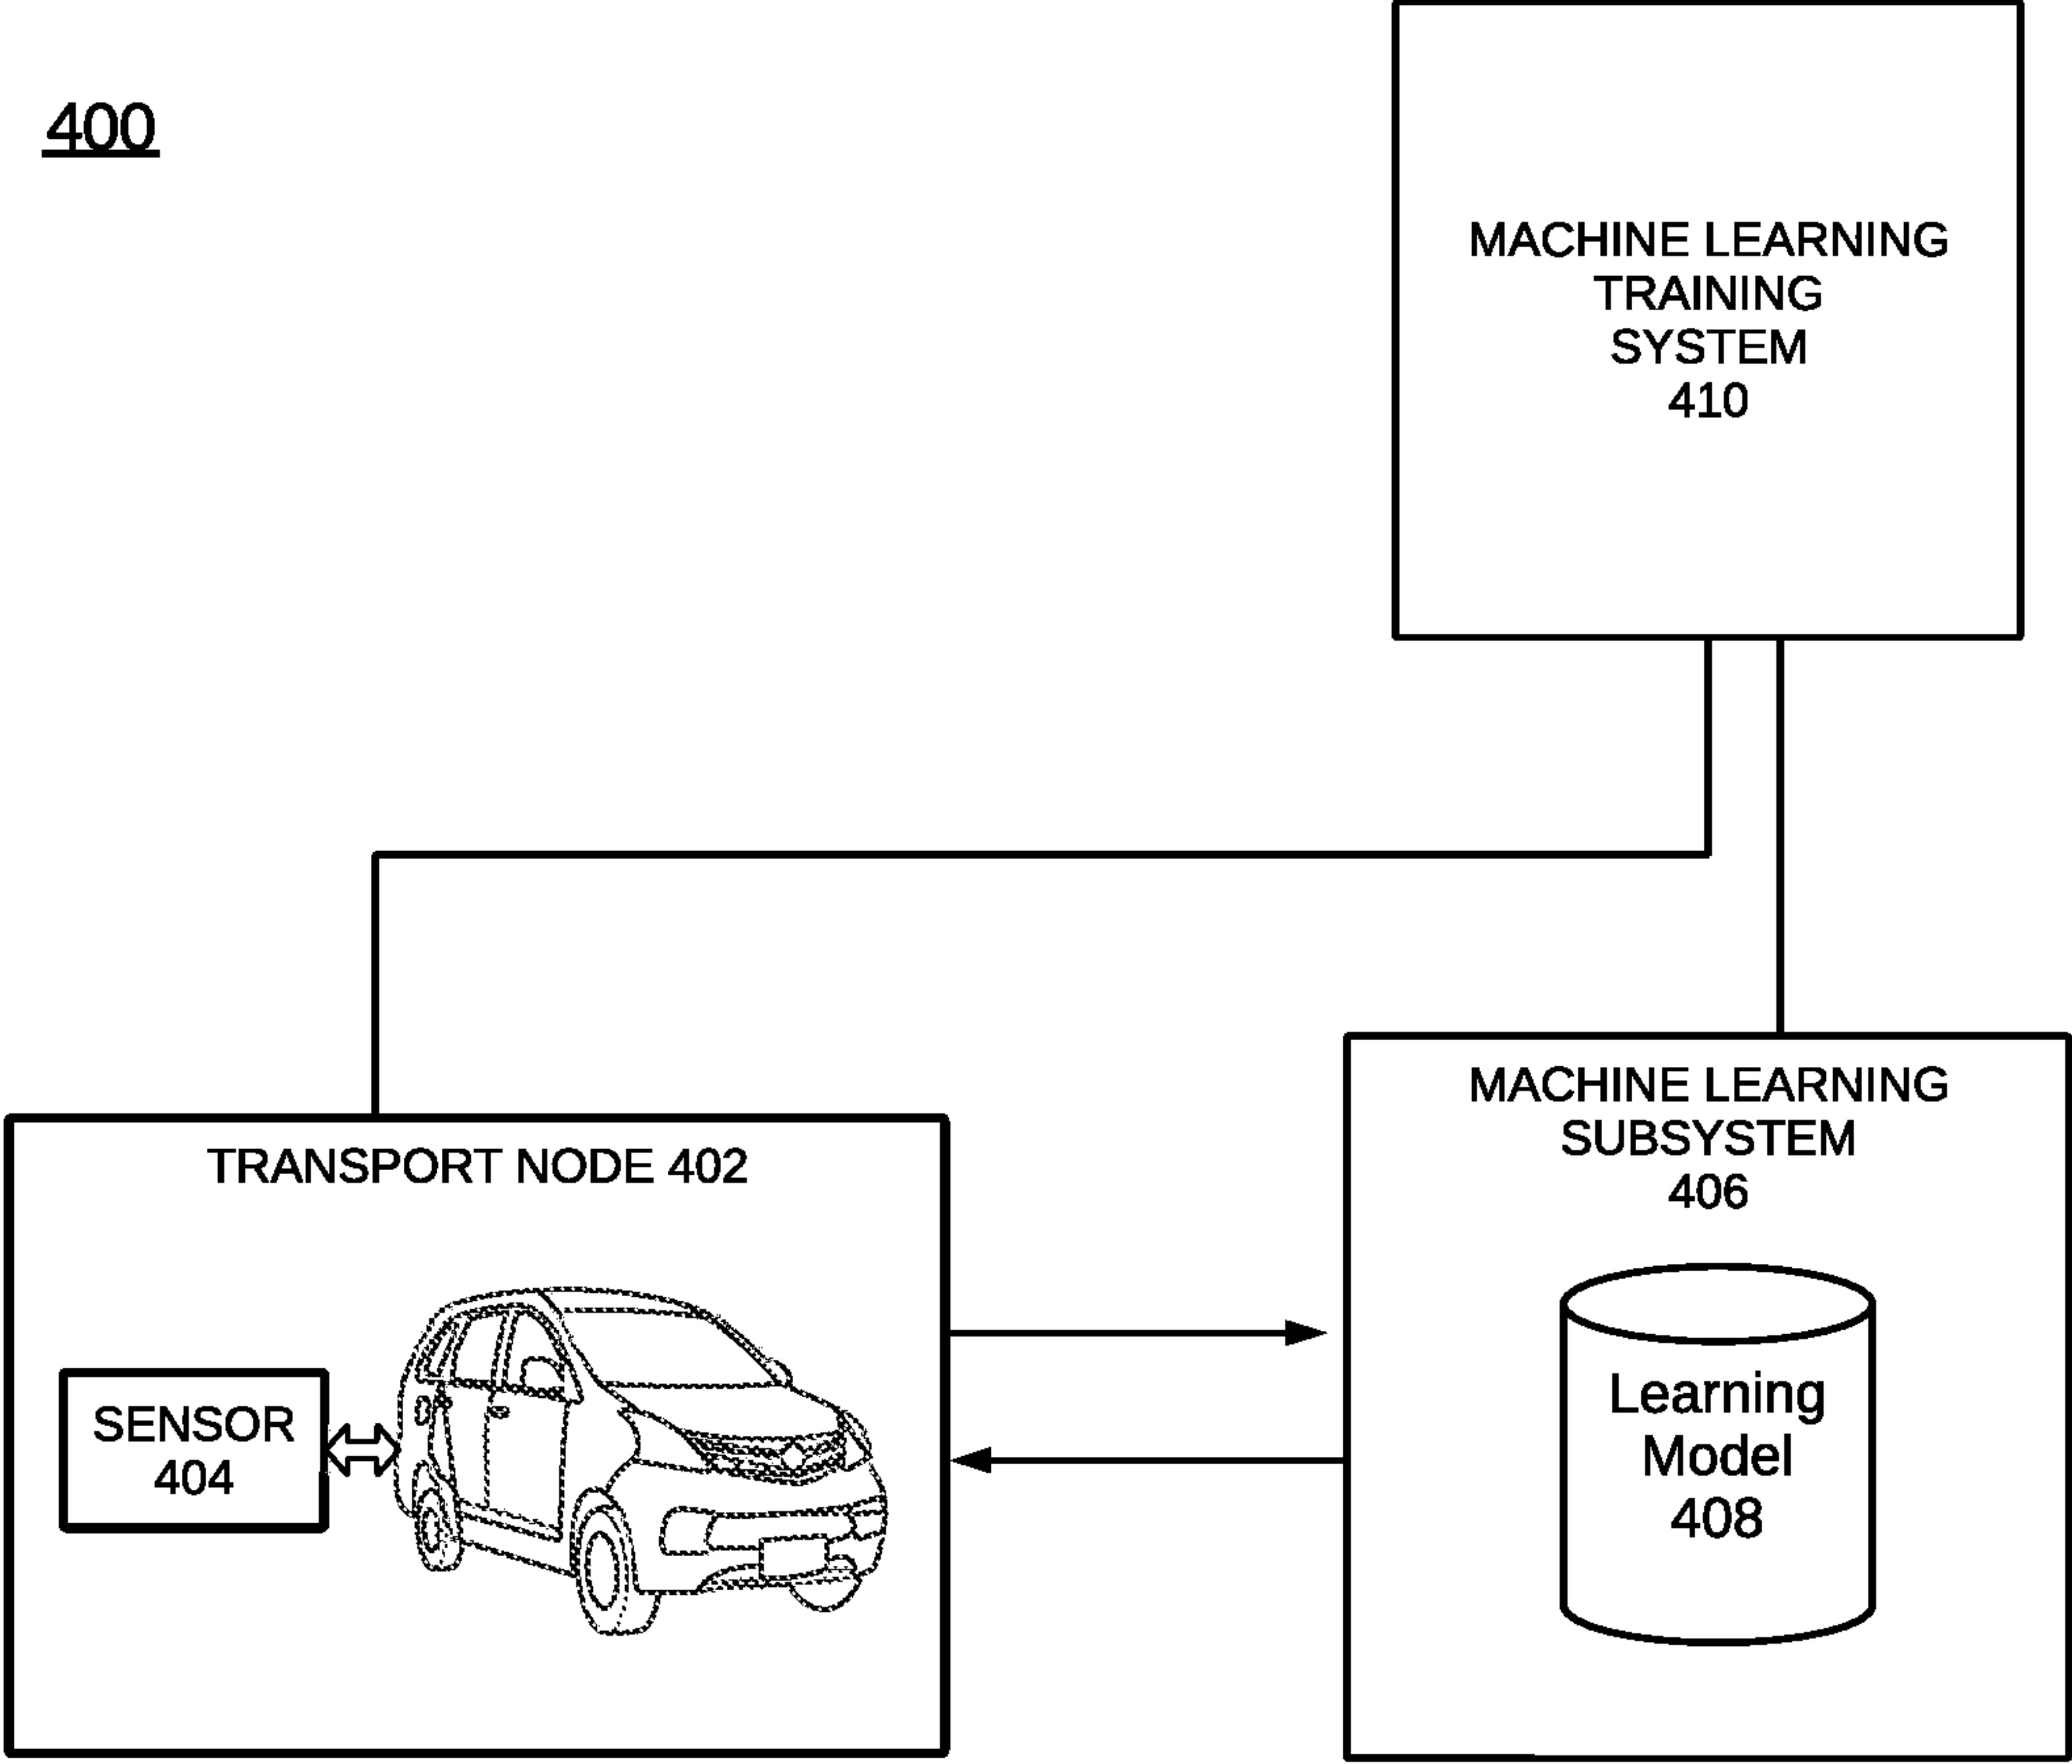 400
MACHINE LEARNING
TRAINING
SYSTEM
410
TRANSPORT NODE 402
SENSOR
404
MACHINE LEARNING
SUBSYSTEM
406
Learning
Model
408